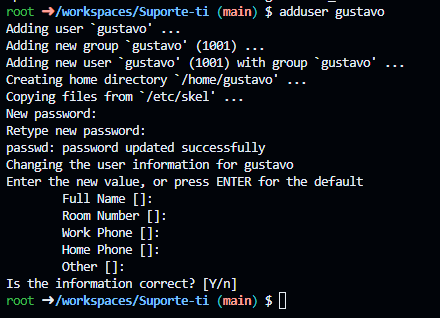 root ➜/workspaces/Suporte-ti (main) $ adduser gustavo
Adding user `gustavo' ...
Adding new group `gustavo' (1001) ...
Adding new user `gustavo' (1001) with group `gustavo' ...
Creating home directory `/home/gustavo' ...
Copying files from `/etc/skel' ...
New password:
Retype new password:
passwd: password updated successfully
Changing the user information for gustavo
Enter the new value, or press ENTER for the default
Full Name []:
Room Number []:
Work Phone []:
Home Phone []:
Other []:
Is the information correct? [Y/n]
root ➜/workspaces/Suporte-ti (main) $